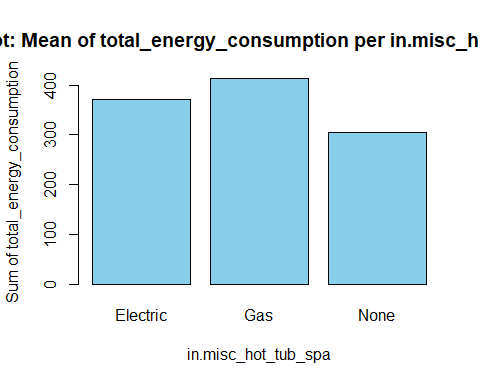 ot: Mean of total_energy_consumption per in.misc_h
Sum of total_energy_consumption
400
300
200
100
0
Electric
Gas
None
in.misc_hot_tub_spa